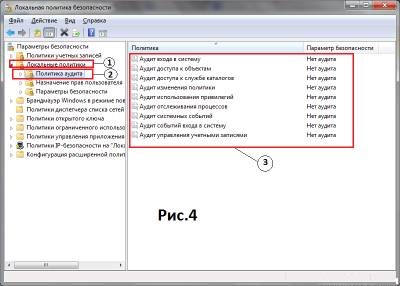 Локальная политика безопасности
Файл Действие Вид Справка
Параметры безопасности
Политики учетных записей
Локальные политики
Политика аудита
Назначение прав пользователя
Параметры безопасности
Брандмауэр Windows в режиме пов
Политики диспетчера списка сетей
Политики открытого ключа
Политики ограниченного использова
Политики управления приложения
Политики IP-безопасности на "Лока
Конфигурация расширенной полит
Политика Параметр безопасности
Аудит входа в систему Нет аудита
Аудит доступа к объектам Нет аудита
Аудит доступа к службе каталогов Нет аудита
Аудит изменения политики Нет аудита
Аудит использования привилегий Нет аудита
Аудит отслеживания процессов Нет аудита
Аудит системных событий Нет аудита
Аудит событий входа в систему Нет аудита
Аудит управления учетными записями Нет аудита
1
2
3
Рис.4